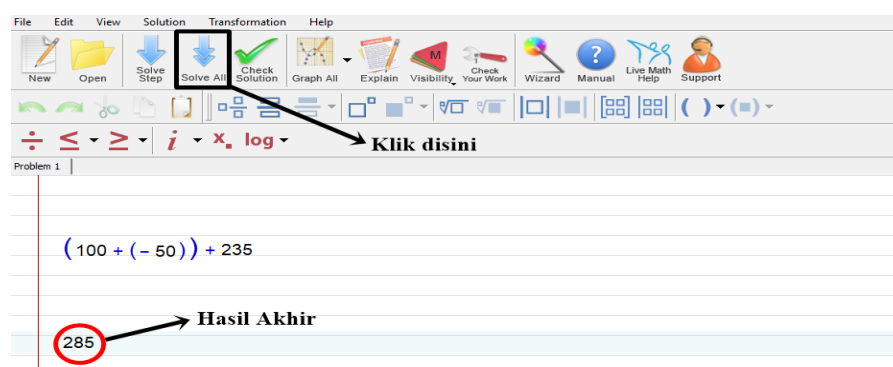 File Edit View Solution Transformation Help
New Open Solve Step Solve All Check Solution Graph All Explain Visibility Check Your Work Wizard Manual Live Math Help Support
÷ ≤ ≥ i x log
Klik disini
Problem 1
(100 + (– 50)) + 235
Hasil Akhir
285